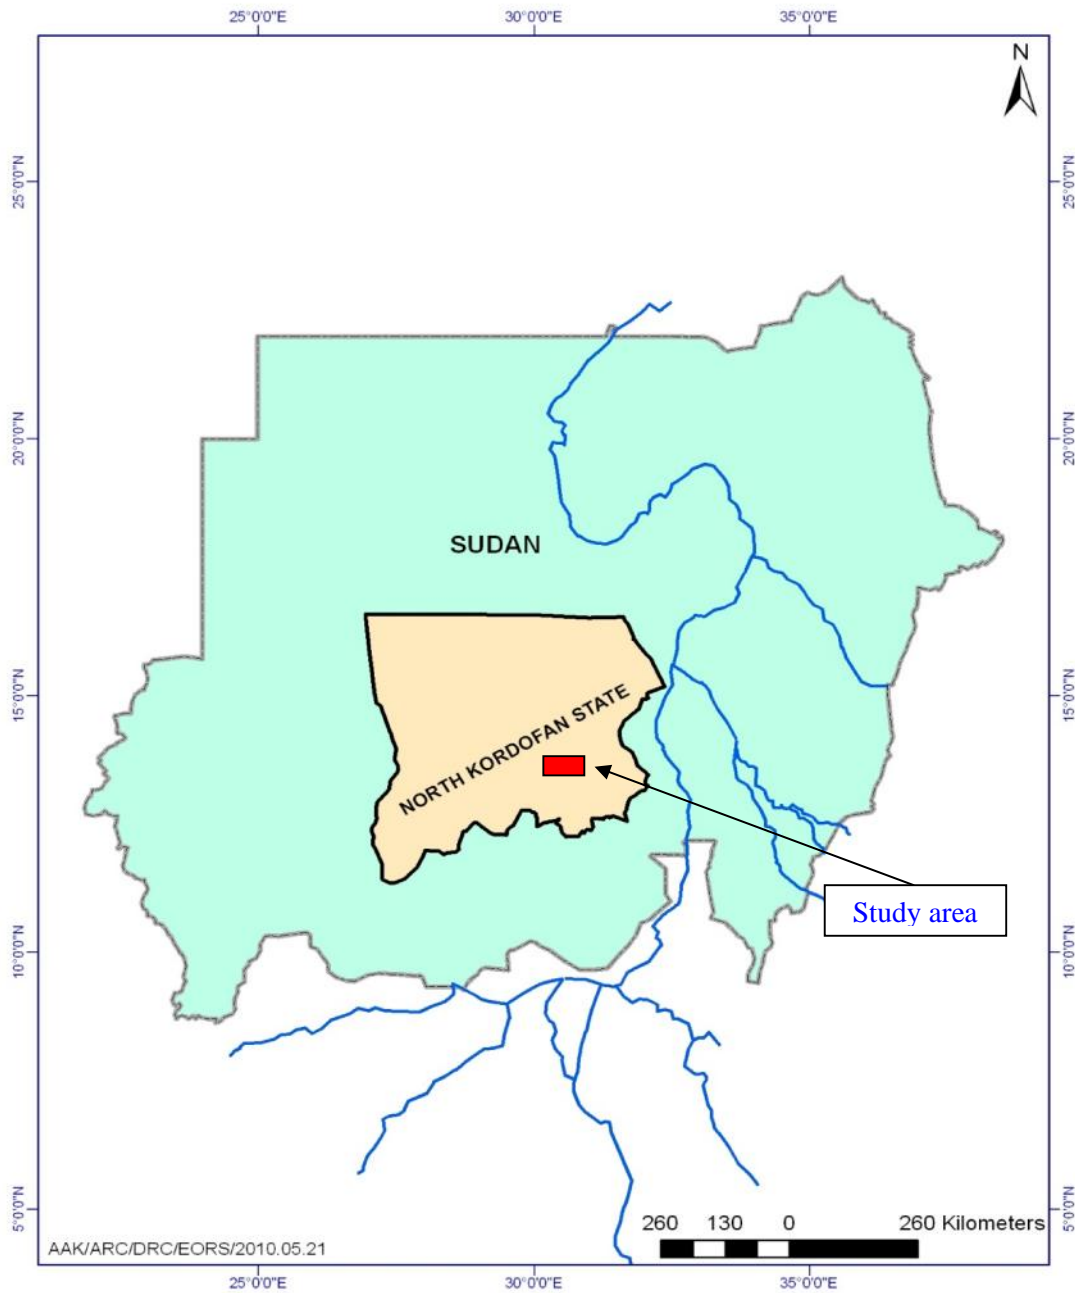 25°0'0"E 30°0'0"E 35°0'0"E
N
25°0'0"N 25°0'0"N
20°0'0"N 20°0'0"N
SUDAN
15°0'0"N 15°0'0"N
NORTH KORDOFAN STATE
Study area
10°0'0"N 10°0'0"N
5°0'0"N 5°0'0"N
260 130 0 260 Kilometers
AAK/ARC/DRC/EORS/2010.05.21
25°0'0"E 30°0'0"E 35°0'0"E